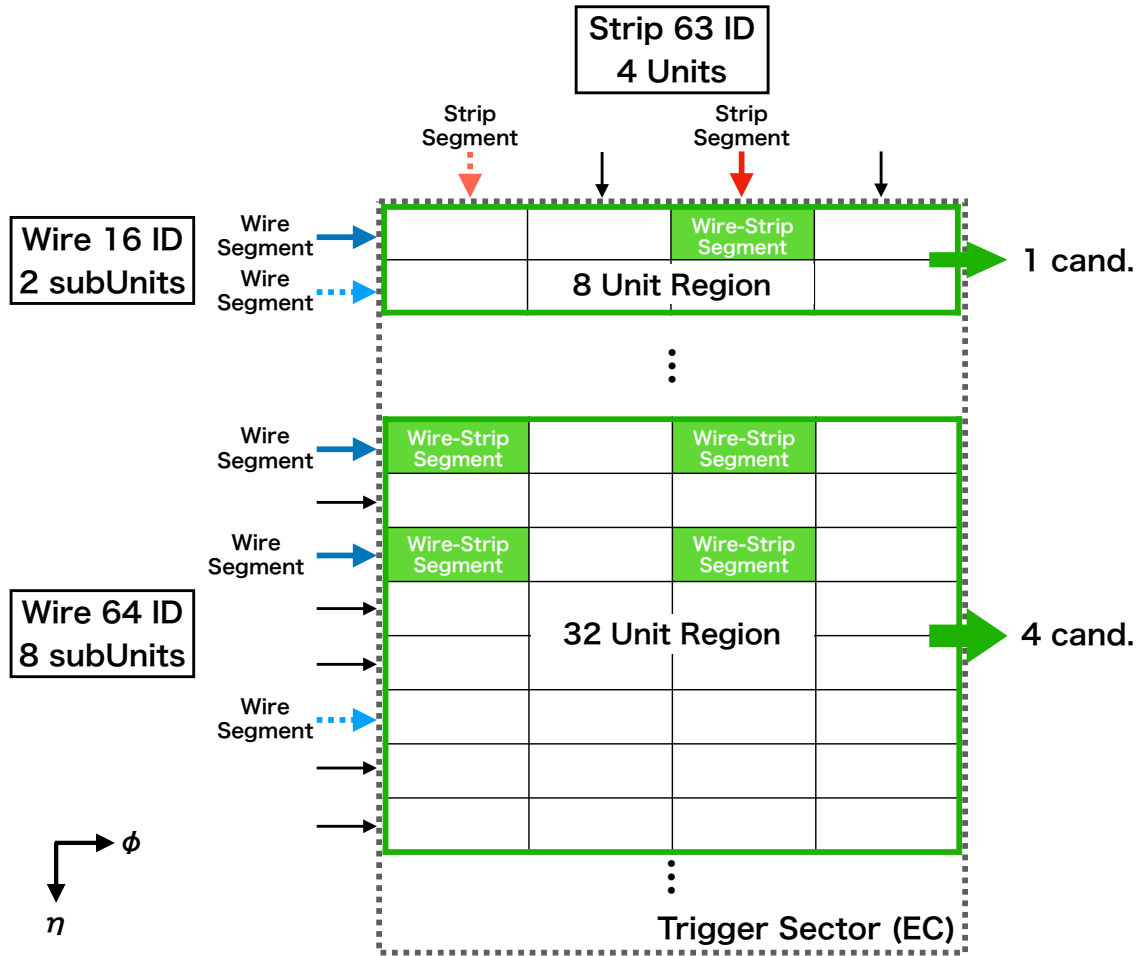 Strip 63 ID
4 Units
Strip
Segment
Strip
Segment
Wire 16 ID
2 subUnits
Wire
Segment
Wire
Segment
Wire-Strip
Segment
8 Unit Region
1 cand.
Wire
Segment
Wire-Strip
Segment
Wire-Strip
Segment
Wire
Segment
Wire-Strip
Segment
Wire-Strip
Segment
Wire 64 ID
8 subUnits
32 Unit Region
4 cand.
Wire
Segment
ϕ
η
Trigger Sector (EC)